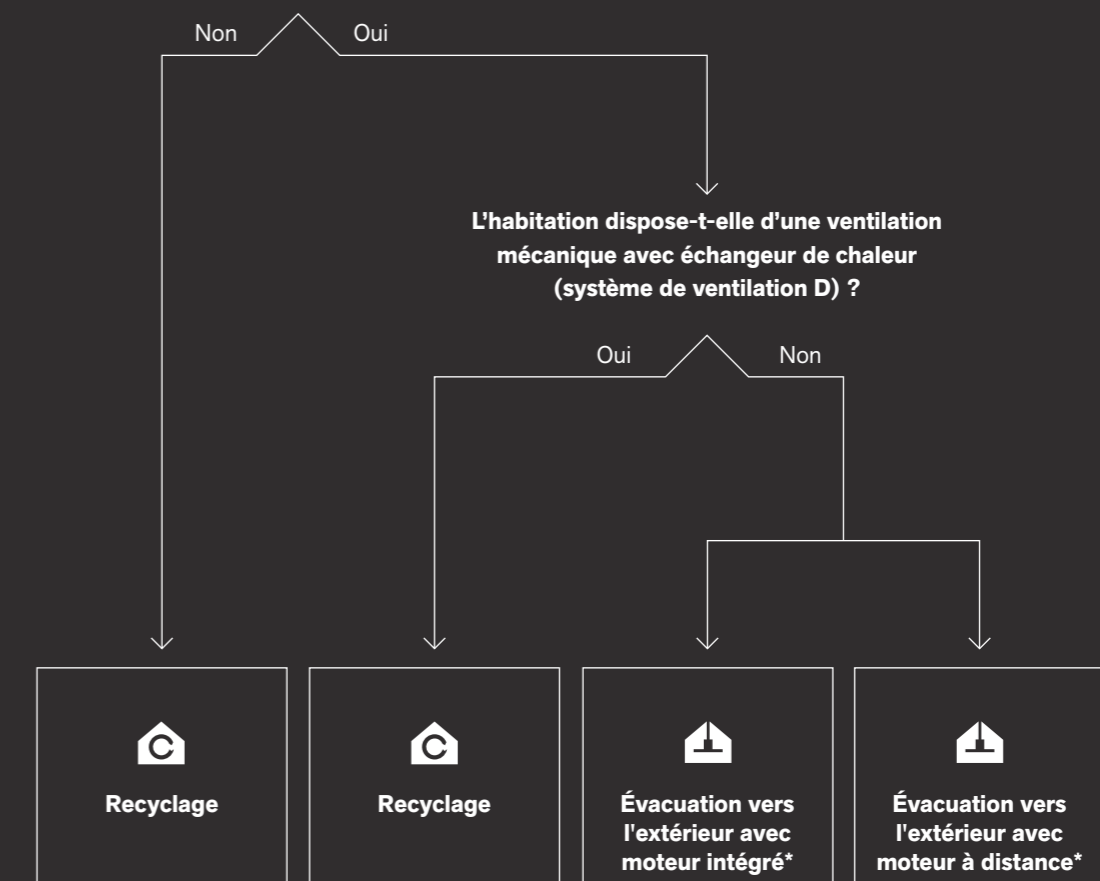 Non
Oui
L'habitation dispose-t-elle d'une ventilation
mécanique avec échangeur de chaleur
(système de ventilation D) ?
Oui
Non
Recyclage
Recyclage
Évacuation vers
l'extérieur avec
moteur intégré*
Évacuation vers
l'extérieur avec
moteur à distance*